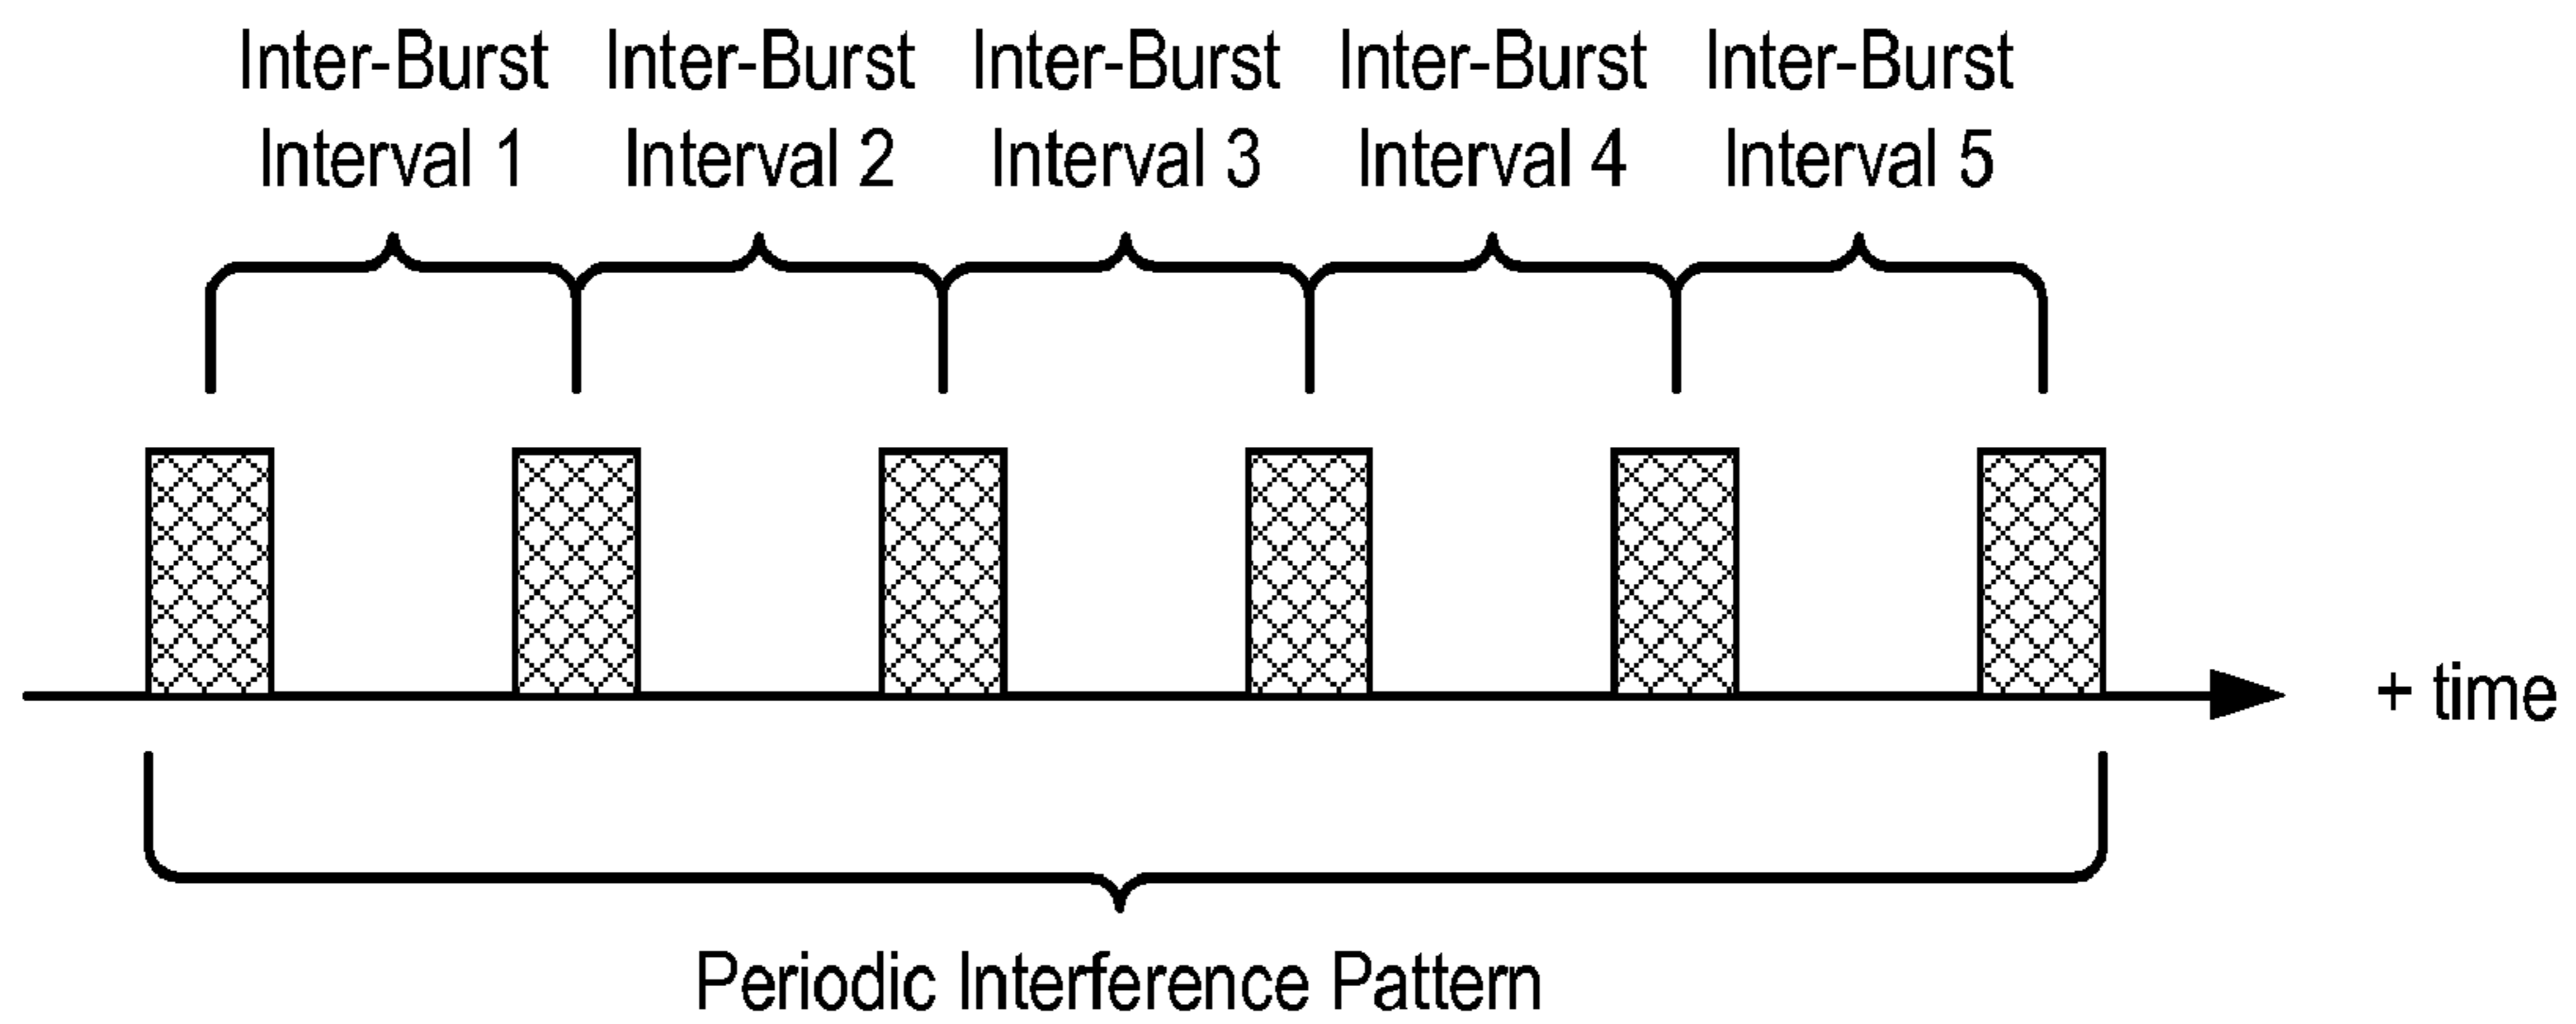 Inter-Burst Inter-Burst Inter-Burst Inter-Burst Inter-Burst
Interval 1 Interval 2 Interval 3 Interval 4 Interval 5
+ time
Periodic Interference Pattern